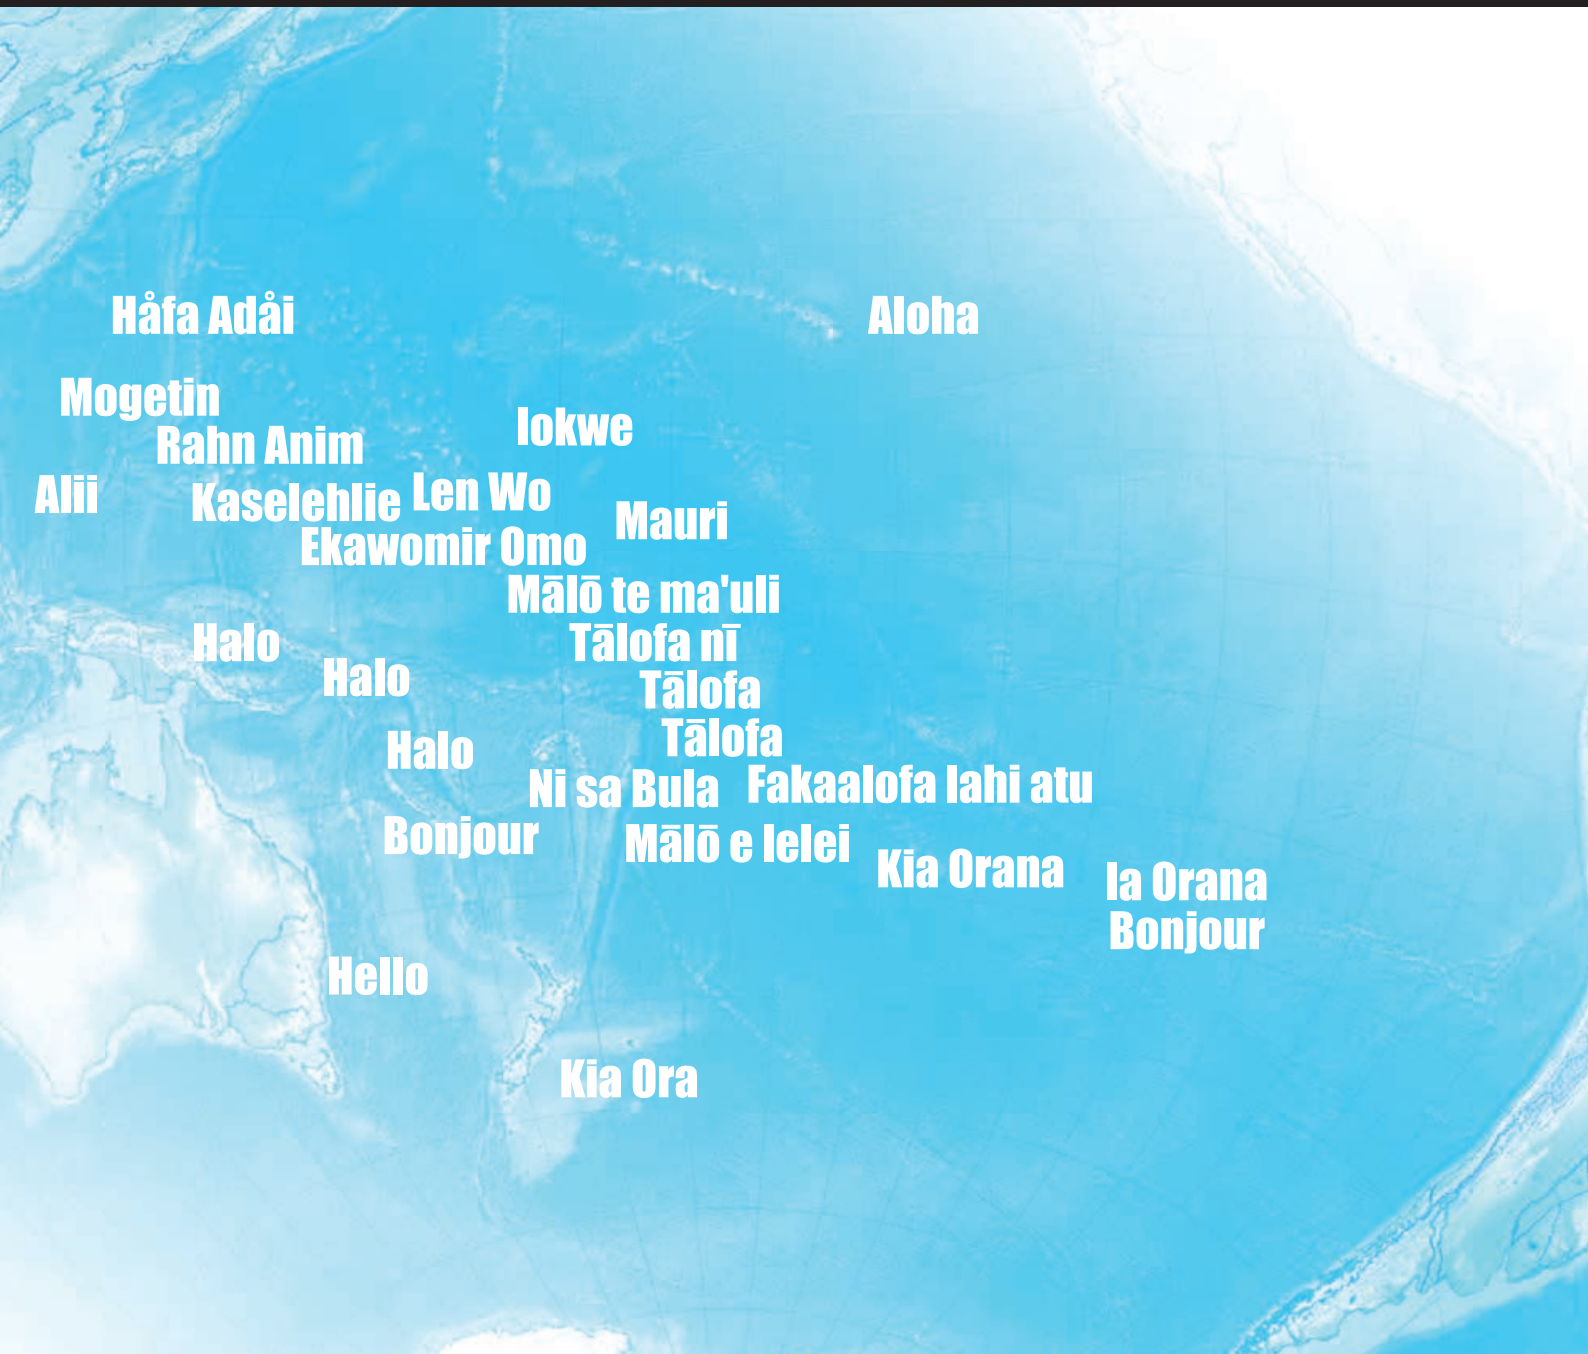 Håfa Adåi
Aloha
Mogetin
Iokwe
Rahn Anim
Alii
Kaselehlie
Len Wo
Mauri
Ekawomir Omo
Mālō te ma'uli
Halo
Tālofa nī
Halo
Tālofa
Tālofa
Halo
Ni sa Bula
Fakaalofa lahi atu
Bonjour
Mālō e lelei
Kia Orana
Ia Orana
Bonjour
Hello
Kia Ora